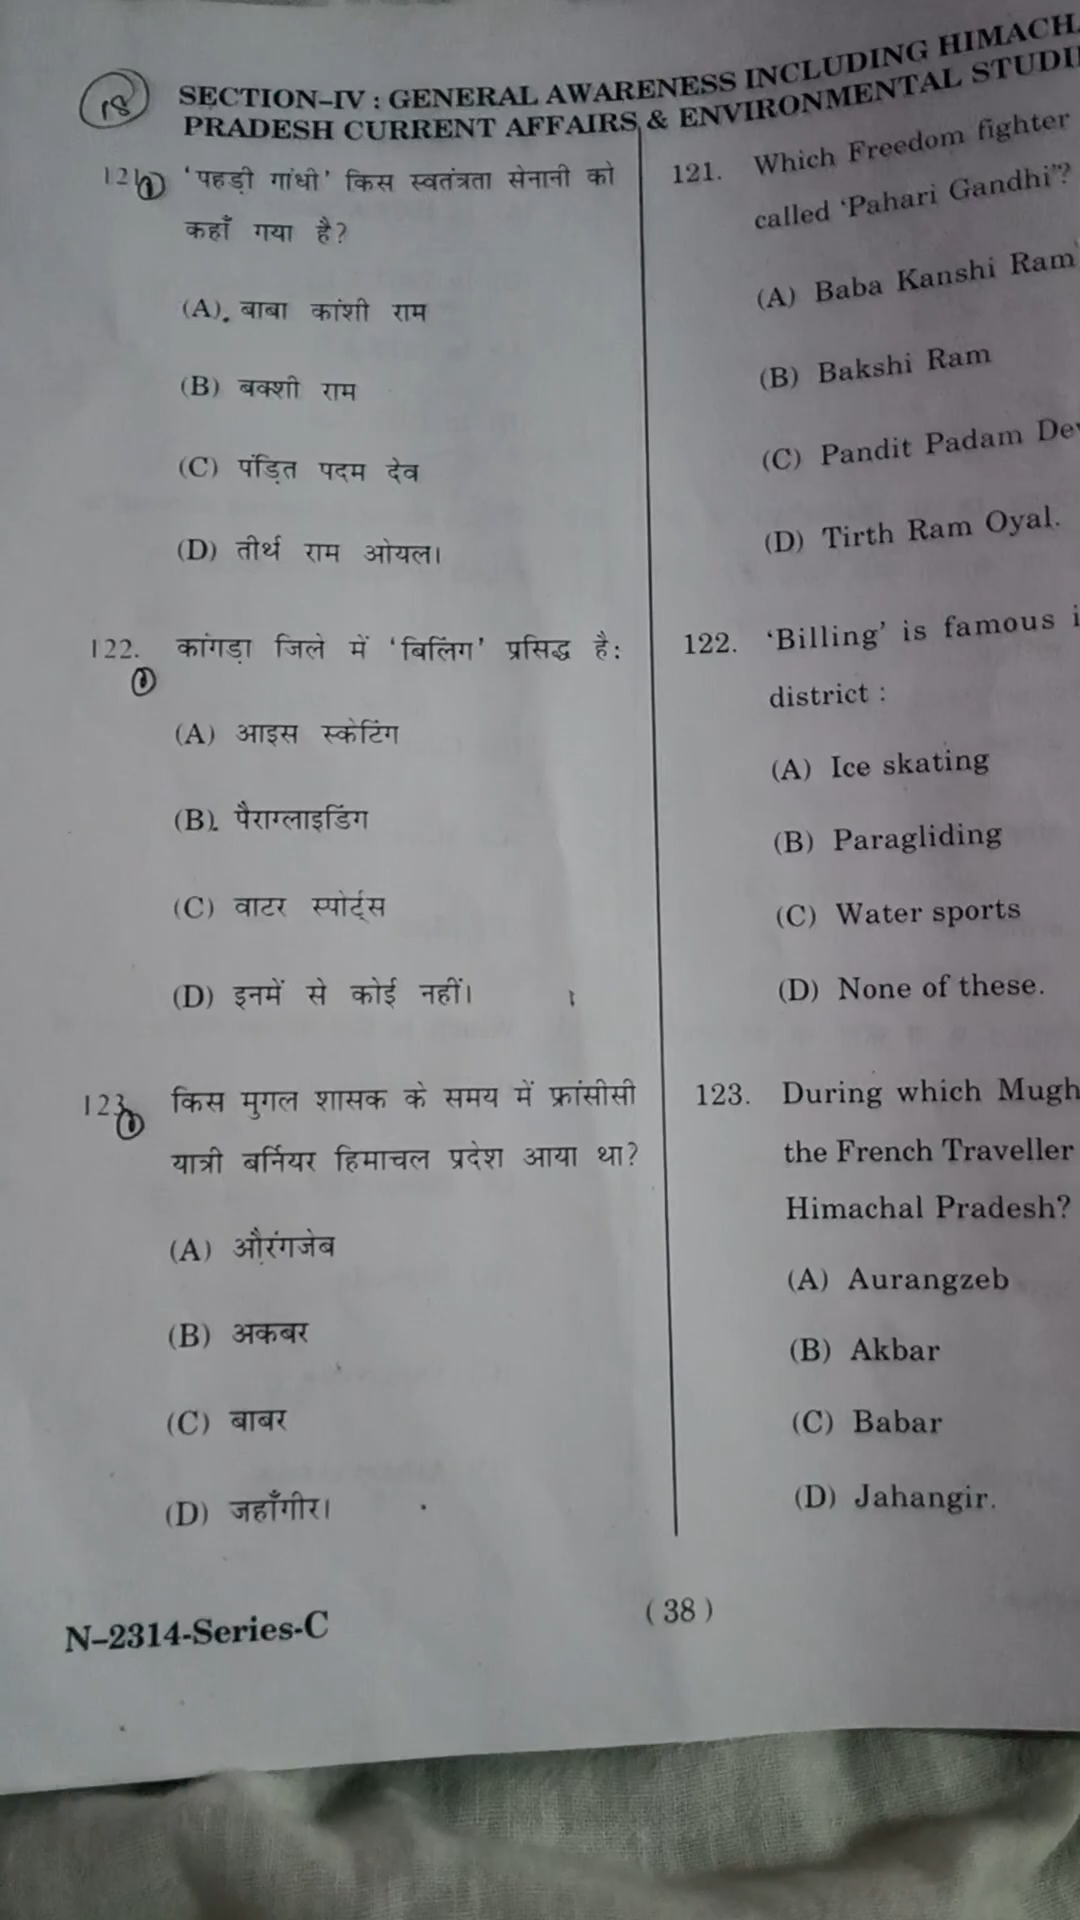 18
SECTION–IV : GENERAL AWARENESS INCLUDING HIMACH
PRADESH CURRENT AFFAIRS & ENVIRONMENTAL STUDI
121. 'पहड़ी गांधी' किस स्वतंत्रता सेनानी को
कहाँ गया है?
(A). बाबा कांशी राम
(B) बक्शी राम
(C) पंड़ित पदम देव
(D) तीर्थ राम ओयल।
122. कांगड़ा जिले में 'बिलिंग' प्रसिद्ध है:
(A) आइस स्केटिंग
(B). पैराग्लाइडिंग
(C) वाटर स्पोर्ट्स
(D) इनमें से कोई नहीं।
123 किस मुगल शासक के समय में फ्रांसीसी
यात्री बर्नियर हिमाचल प्रदेश आया था?
(A) औरंगजेब
(B) अकबर
(C) बाबर
(D) जहाँगीर।
121. Which Freedom fighter
called 'Pahari Gandhi'?
(A) Baba Kanshi Ram
(B) Bakshi Ram
(C) Pandit Padam De
(D) Tirth Ram Oyal.
122. 'Billing' is famous i
district :
(A) Ice skating
(B) Paragliding
(C) Water sports
(D) None of these.
123. During which Mugh
the French Traveller
Himachal Pradesh?
(A) Aurangzeb
(B) Akbar
(C) Babar
(D) Jahangir.
N–2314-Series-C
( 38 )